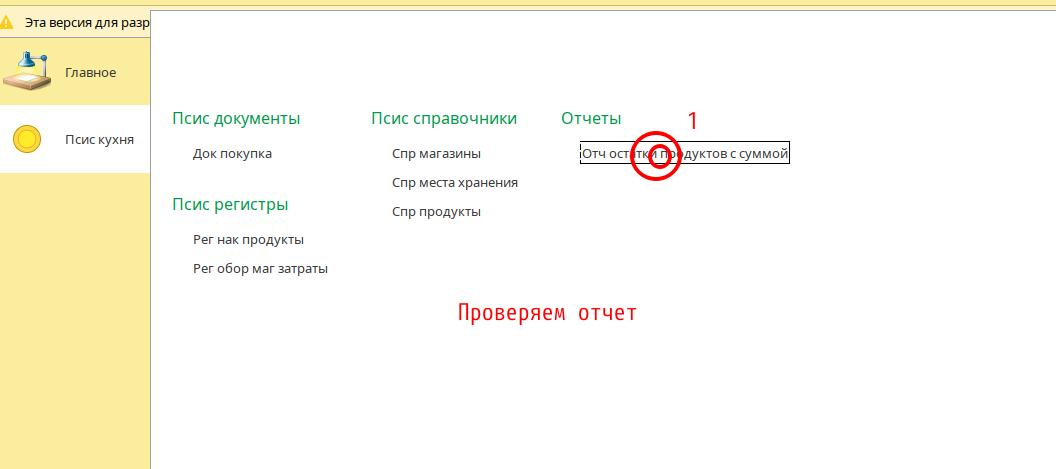 Эта версия для разр
Главное
Псис кухня
Псис документы
Док покупка
Псис регистры
Рег нак продукты
Рег обор маг затраты
Псис справочники
Спр магазины
Спр места хранения
Спр продукты
Отчеты
1
Отч остатки продуктов с суммой
Проверяем отчет